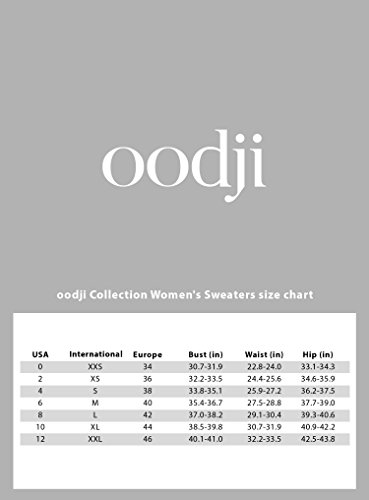 oodji
oodji Collection Women's Sweaters size chart
USA International Europe Bust (in) Waist (in) Hip (in)
0 XXS 34 30.7-31.9 22.8-24.0 33.1-34.3
2 XS 36 32.2-33.5 24.4-25.6 34.6-35.9
4 S 38 33.8-35.1 25.9-27.2 36.2-37.5
6 M 40 35.4-36.7 27.5-28.8 37.7-39.0
8 L 42 37.0-38.2 29.1-30.4 39.3-40.6
10 XL 44 38.5-39.8 30.7-31.9 40.9-42.2
12 XXL 46 40.1-41.0 32.2-33.5 42.5-43.8